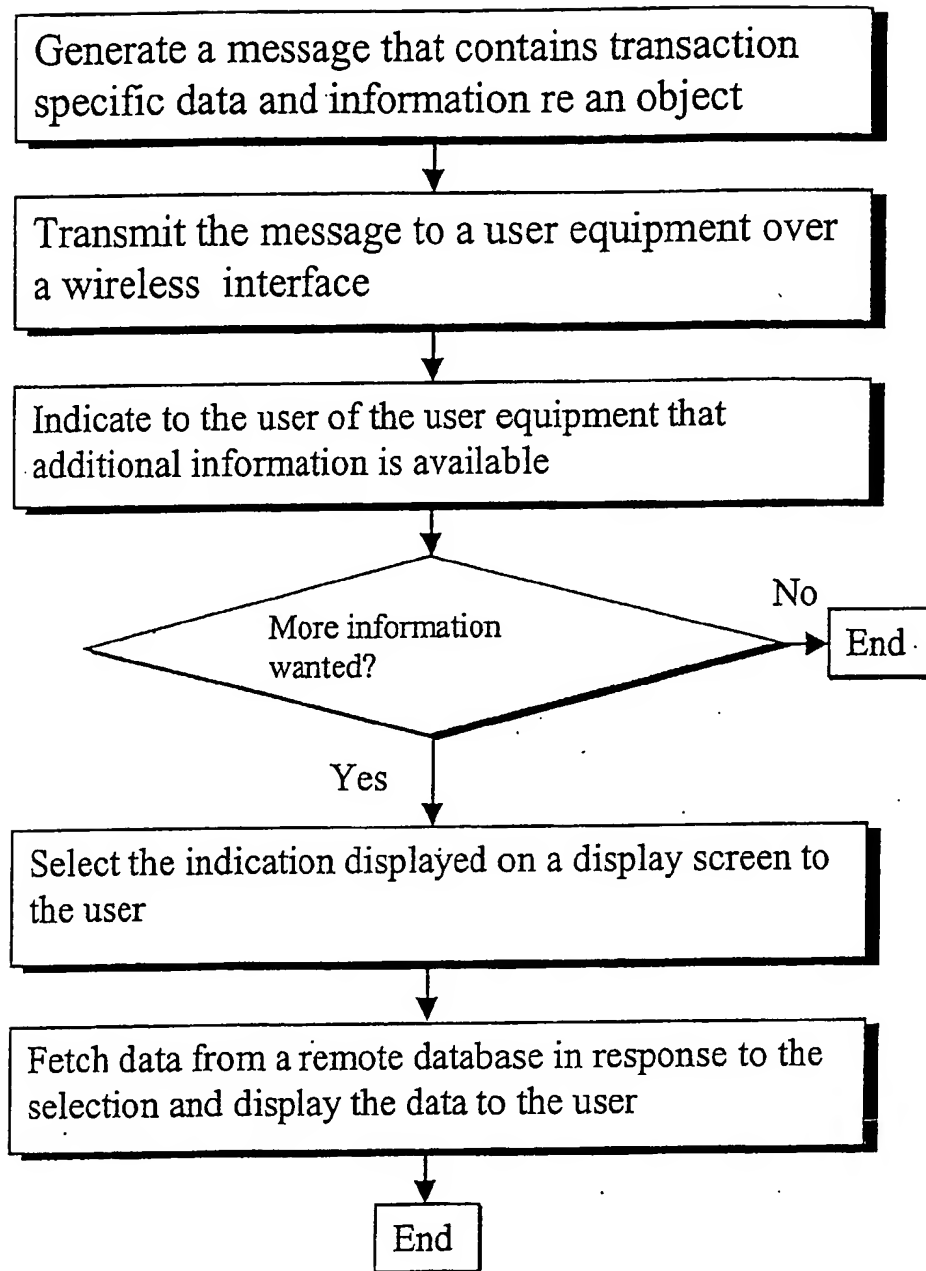 Generate a message that contains transaction
specific data and information re an object
Transmit the message to a user equipment over
a wireless interface
Indicate to the user of the user equipment that
additional information is available
More information
wanted?
No
End
Yes
Select the indication displayed on a display screen to
the user
Fetch data from a remote database in response to the
selection and display the data to the user
End